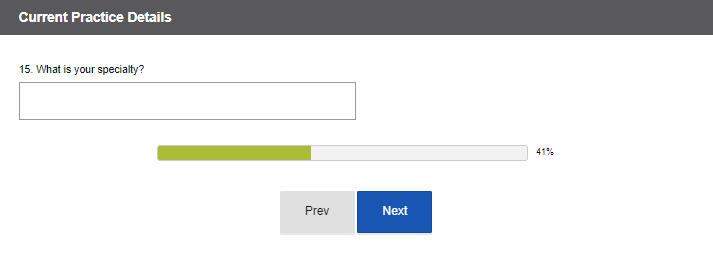 Current Practice Details
15. What is your specialty?
41%
Prev
Next